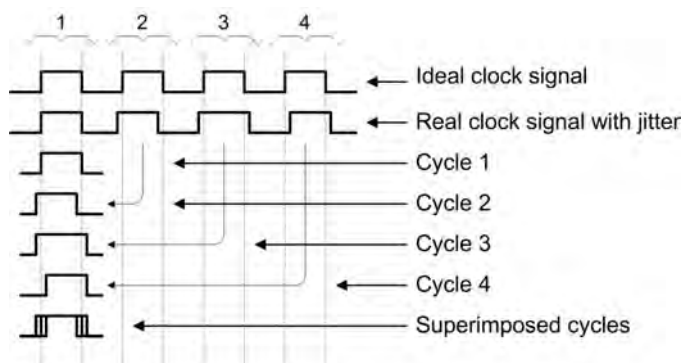 1 2 3 4
Ideal clock signal
Real clock signal with jitter
Cycle 1
Cycle 2
Cycle 3
Cycle 4
Superimposed cycles